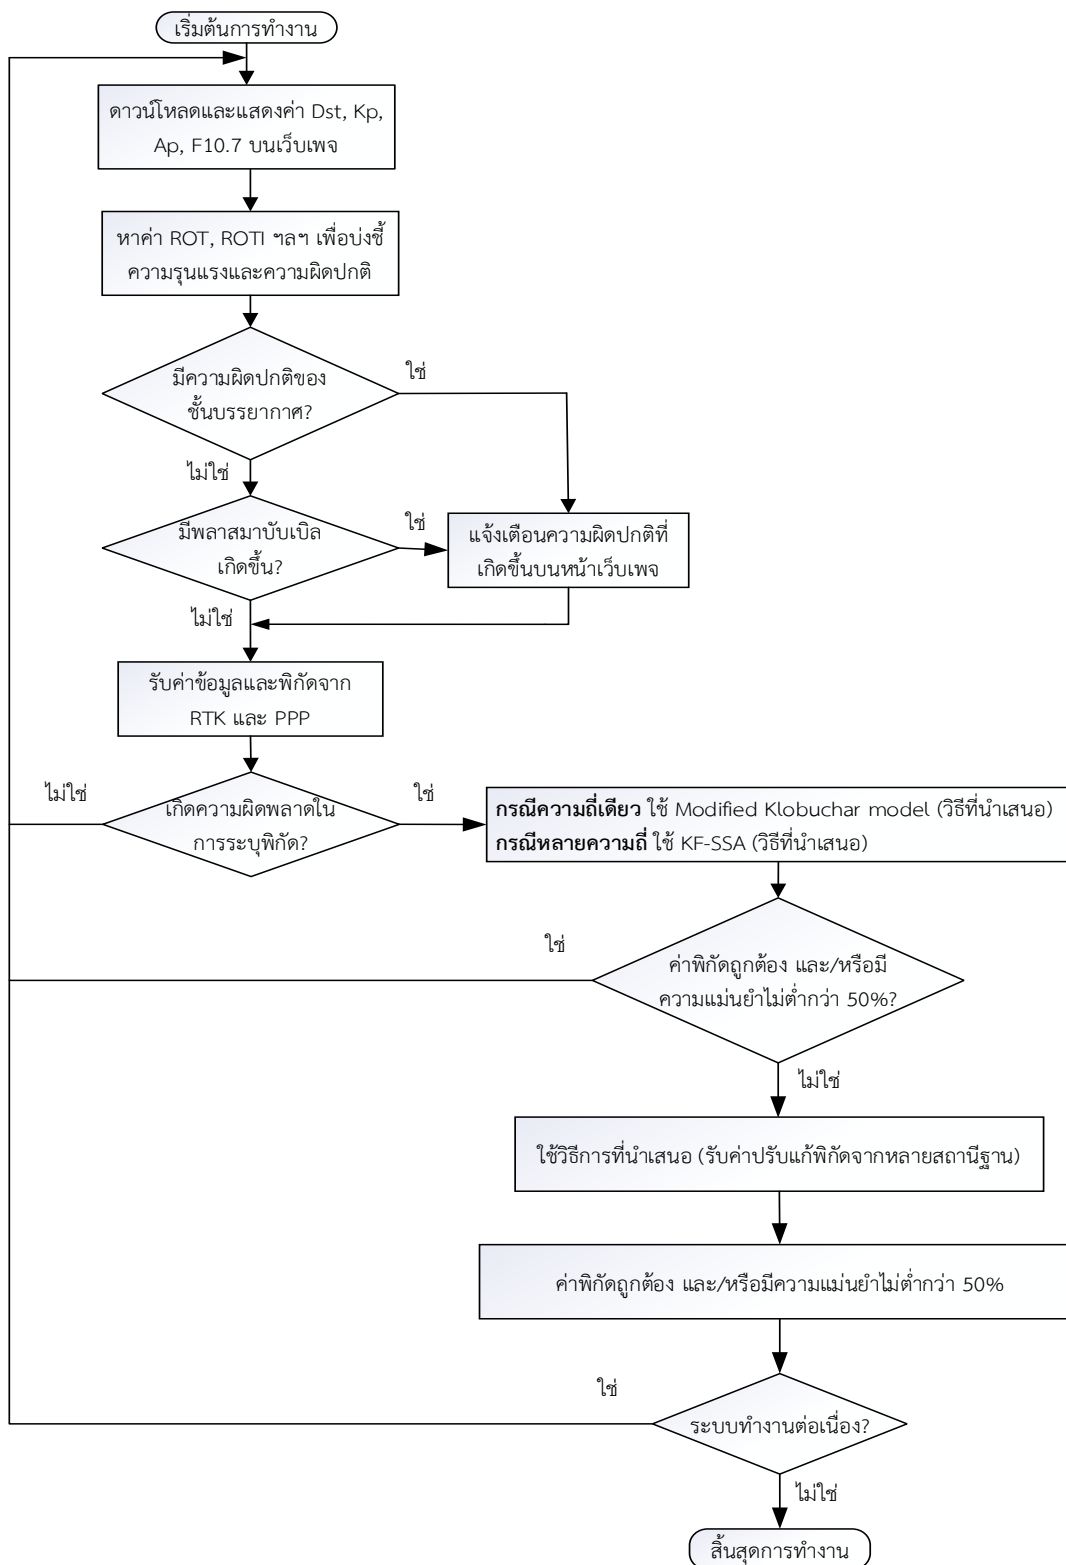 เริ่มต้นการทำงาน
ดาวน์โหลดและแสดงค่า Dst, Kp,
Ap, F10.7 บนเว็บเพจ
หาค่า ROT, ROTI ฯลฯ เพื่อบ่งชี้
ความรุนแรงและความผิดปกติ
มีความผิดปกติของ
ชั้นบรรยากาศ?
ใช่
ไม่ใช่
มีพลาสมาบับเบิล
เกิดขึ้น?
ใช่
แจ้งเตือนความผิดปกติที่
เกิดขึ้นบนหน้าเว็บเพจ
ไม่ใช่
รับค่าข้อมูลและพิกัดจาก
RTK และ PPP
ไม่ใช่
เกิดความผิดพลาดใน
การระบุพิกัด?
ใช่
กรณีความถี่เดียว ใช้ Modified Klobuchar model (วิธีที่นำเสนอ)
กรณีหลายความถี่ ใช้ KF-SSA (วิธีที่นำเสนอ)
ใช่
ค่าพิกัดถูกต้อง และ/หรือมี
ความแม่นยำไม่ต่ำกว่า 50%?
ไม่ใช่
ใช้วิธีการที่นำเสนอ (รับค่าปรับแก้พิกัดจากหลายสถานีฐาน)
ค่าพิกัดถูกต้อง และ/หรือมีความแม่นยำไม่ต่ำกว่า 50%
ใช่
ระบบทำงานต่อเนื่อง?
ไม่ใช่
สิ้นสุดการทำงาน